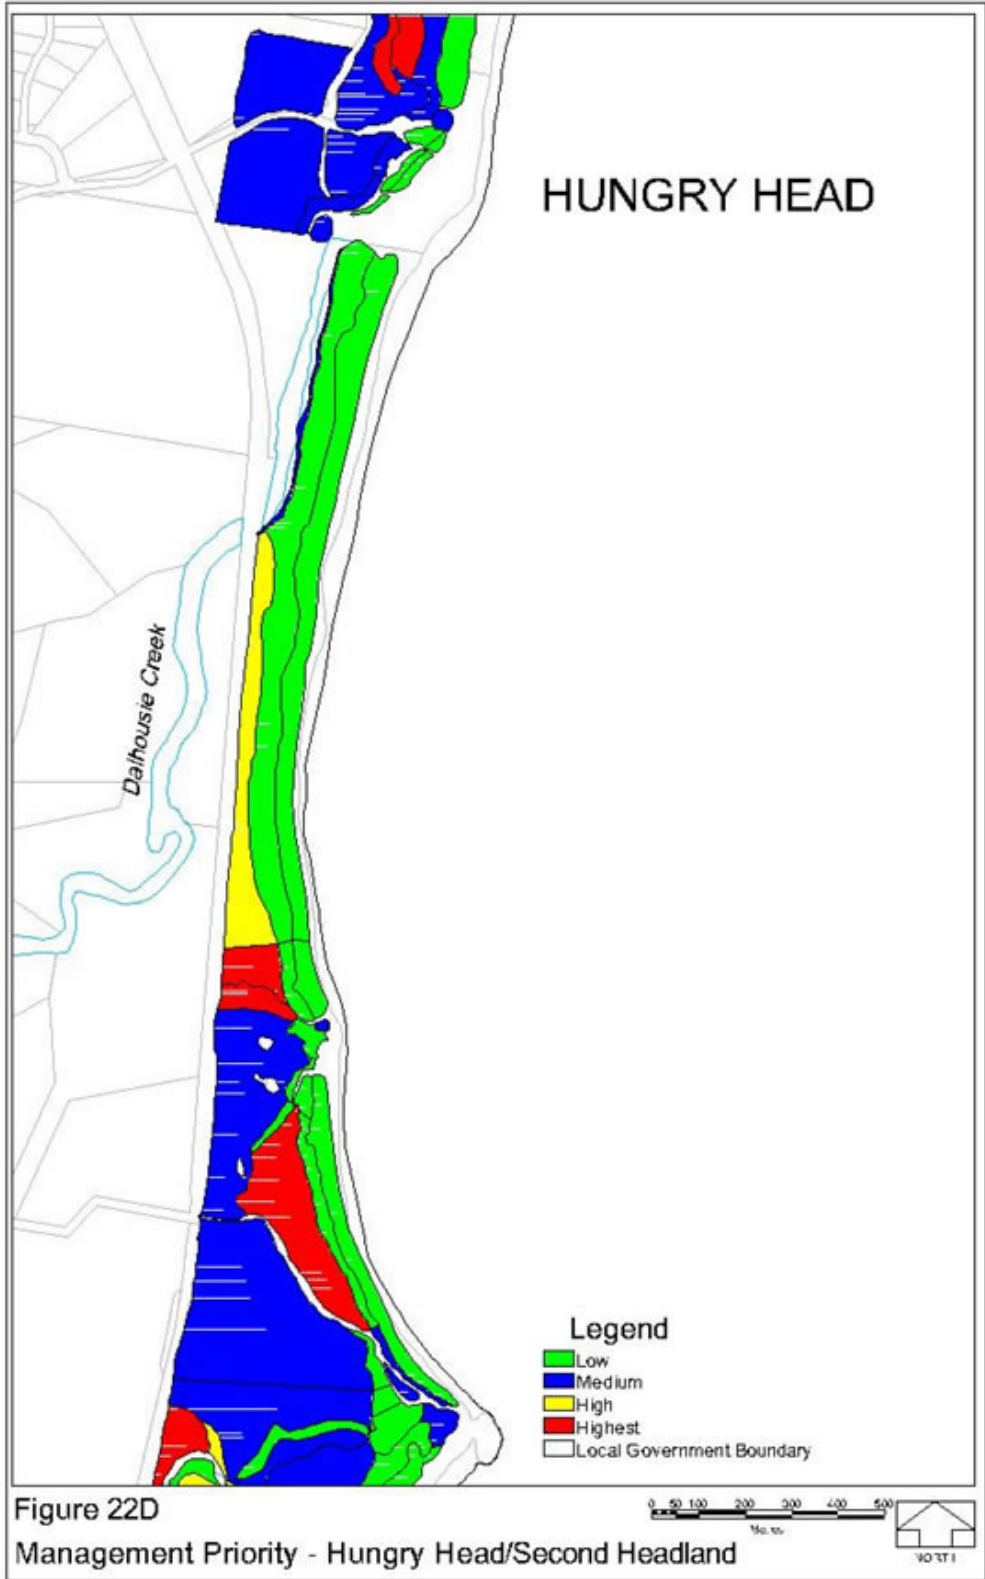 HUNGRY HEAD
Dalhousie Creek
Legend
Low
Medium
High
Highest
Local Government Boundary
Figure 22D
0 50 100 200 300 400 500
Management Priority - Hungry Head/Second Headland
NORTH